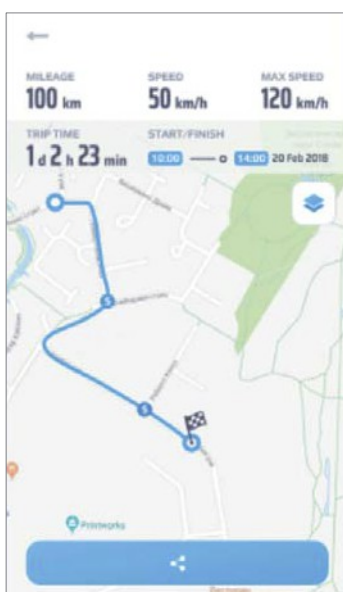 MILEAGE SPEED MAX SPEED
100 km 50 km/h 120 km/h
TRIP TIME START/FINISH
1 d 2 h 23 min 10:00 14:00 20 Feb 2018
S
S
Printworks